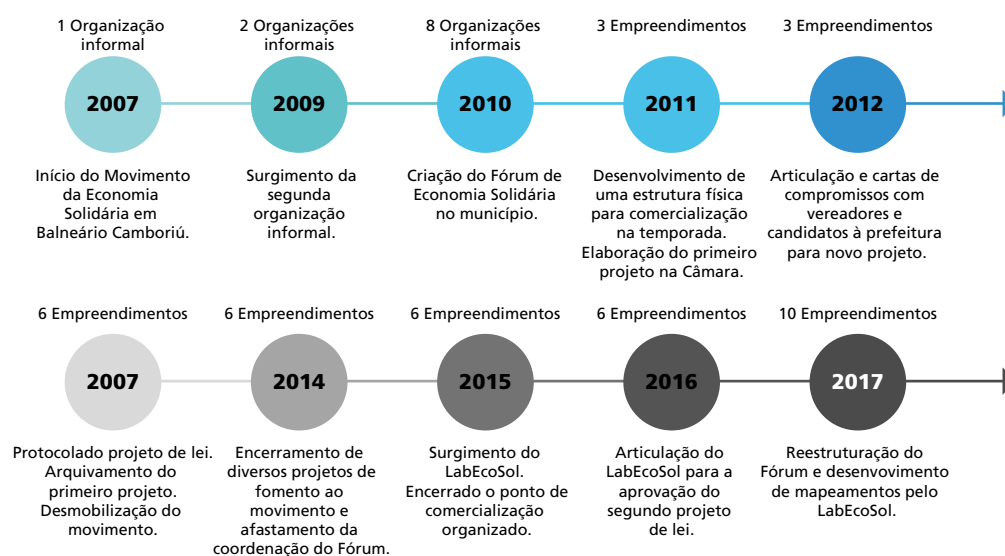 1 Organização
informal
2 Organizções
informais
8 Organizções
informais
3 Empreendimentos
3 Empreendimentos
2007
2009
2010
2011
2012
Início do Movimento
da Economia
Solidária em
Balneário Camboriú.
Surgimento da
segunda
organização
informal.
Criação do Fórum de
Economia Solidária
no município.
Desenvolvimento de
uma estrutura física
para comercialização
na temporada.
Elaboração do primeiro
projeto na Câmara.
Articulação e cartas de
compromissos com
vereadores e
candidatos à prefeitura
para novo projeto.
6 Empreendimentos
6 Empreendimentos
6 Empreendimentos
6 Empreendimentos
10 Empreendimentos
2007
2014
2015
2016
2017
Protocolado projeto de lei.
Arquivamento do
primeiro projeto.
Desmobilização do
movimento.
Encerramento de
diversos projetos de
fomento ao
movimento e
afastamento da
coordenação do Fórum.
Surgimento do
LabEcoSol.
Encerrado o ponto de
comercialização
organizado.
Articulação do
LabEcoSol para a
aprovação do
segundo projeto
de lei.
Reestruturação do
Fórum e desenvovimento
de mapeamentos pelo
LabEcoSol.